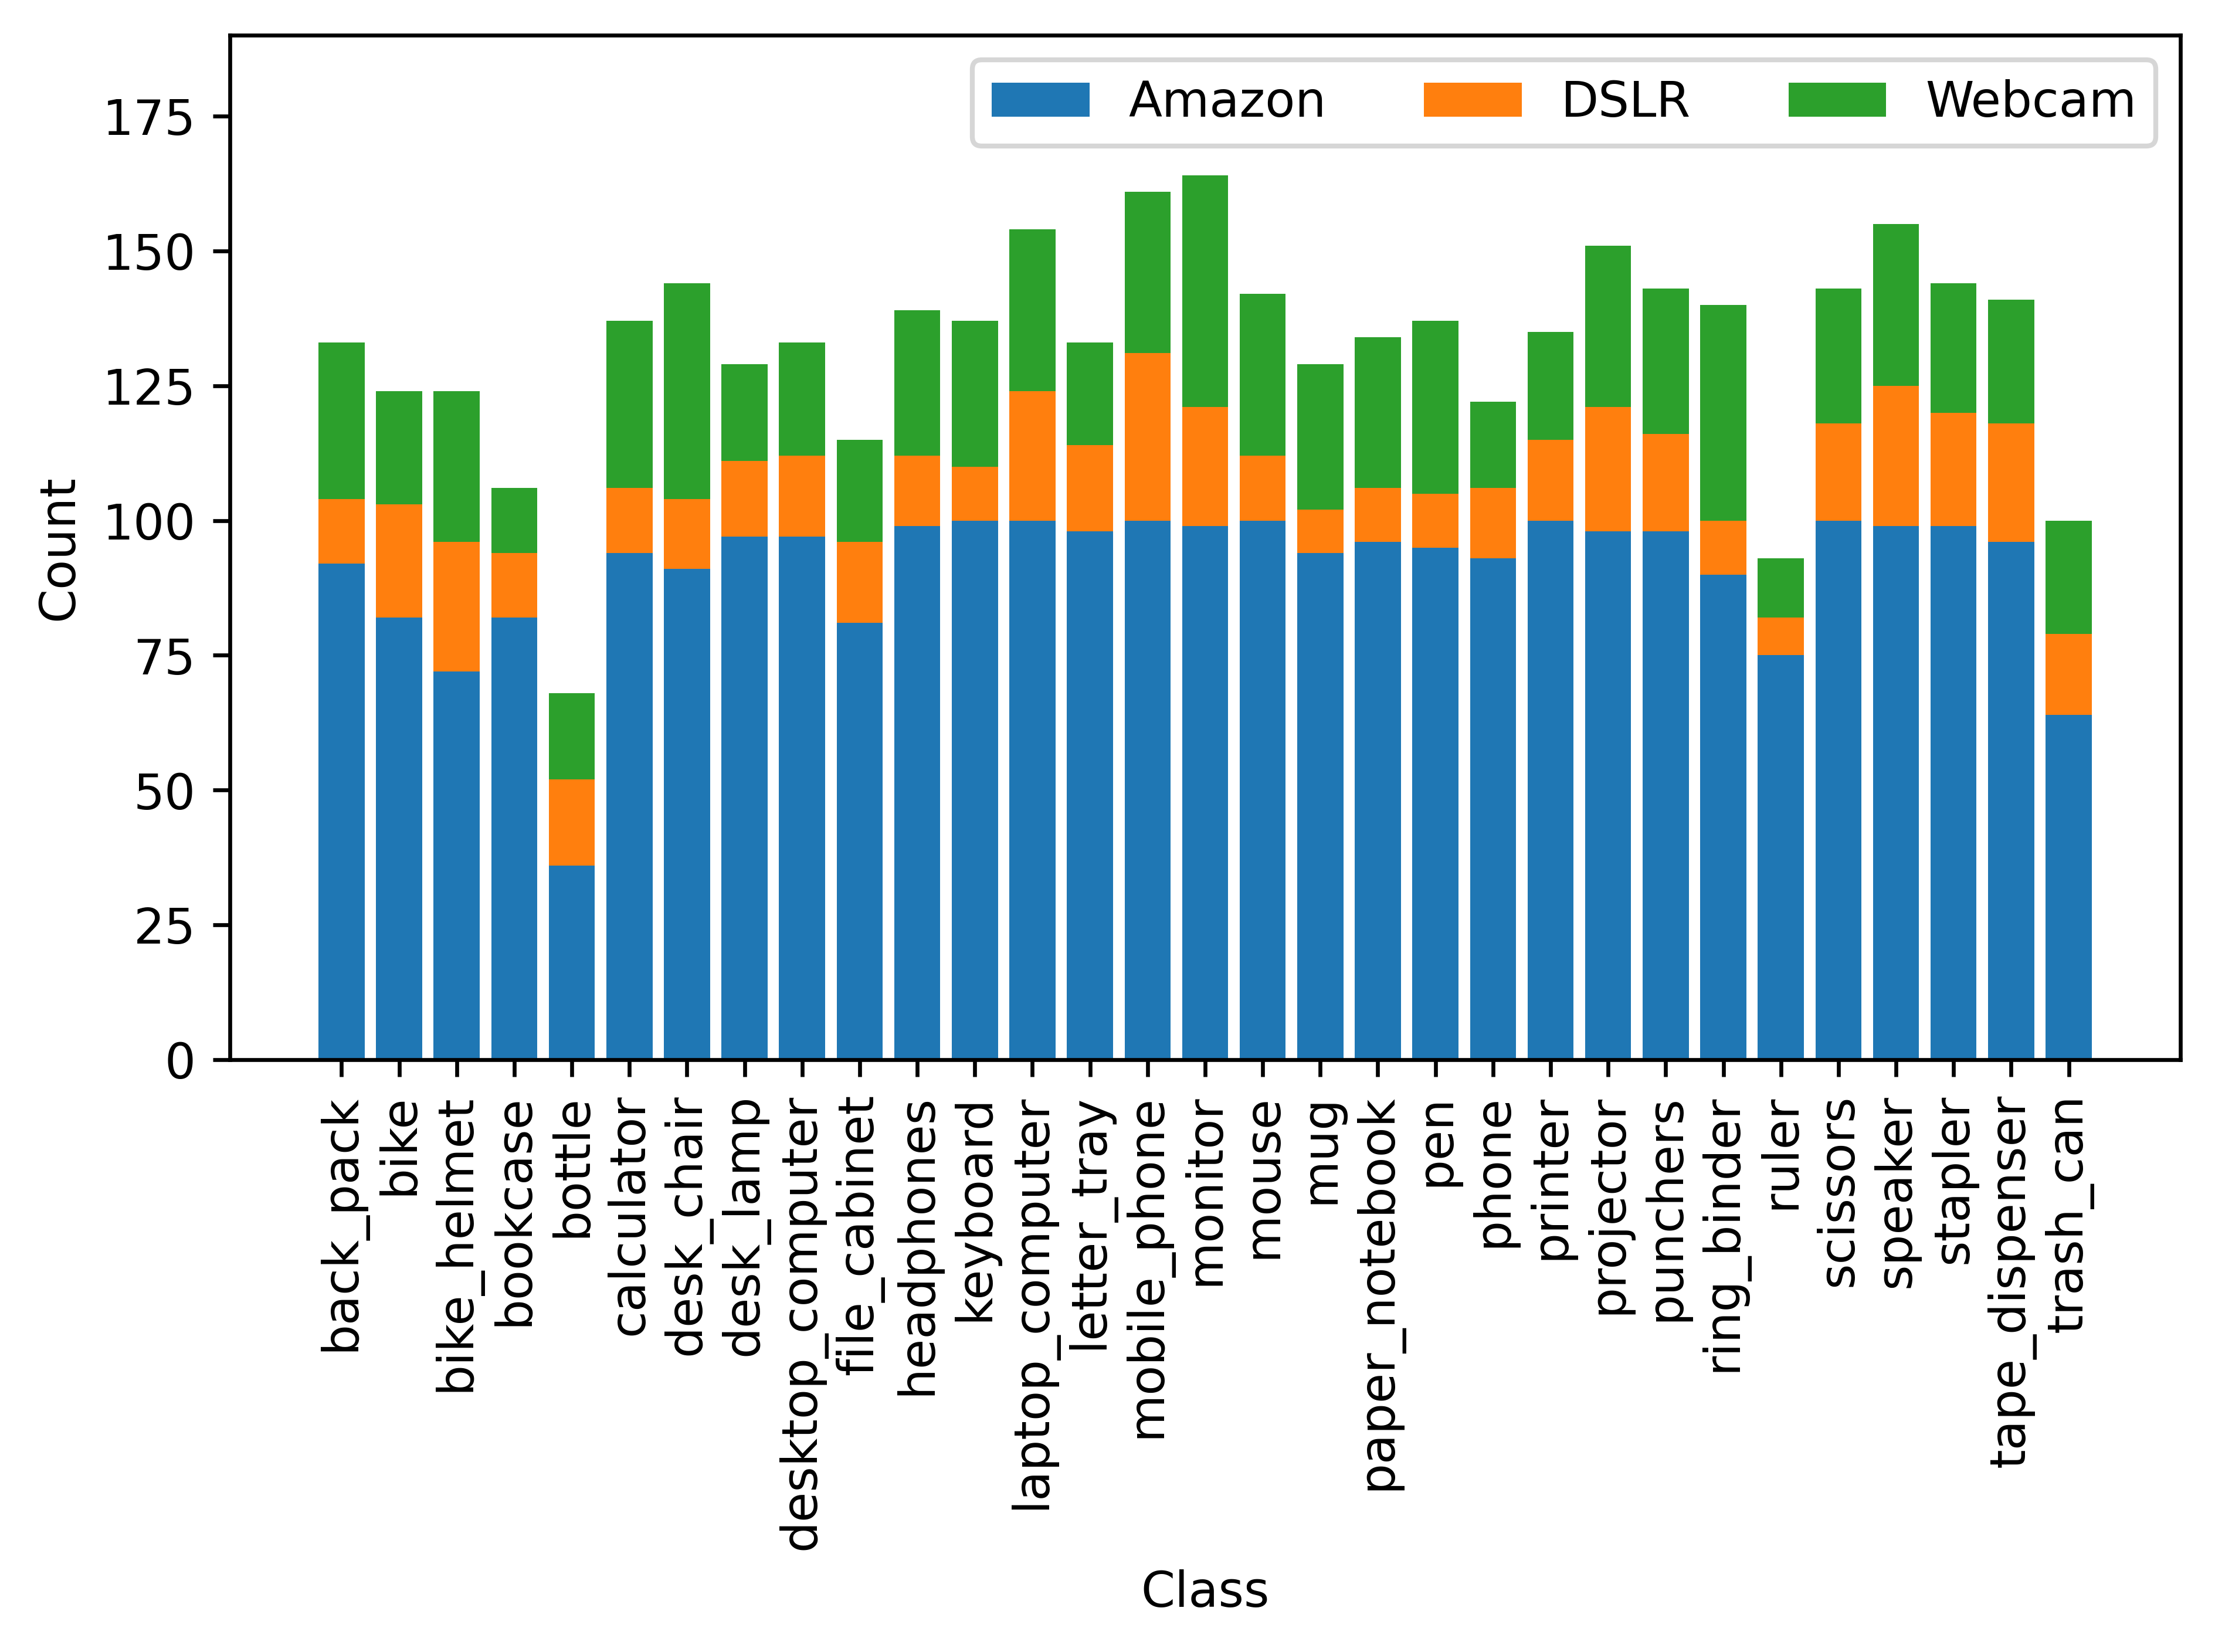 Amazon DSLR Webcam
175
150
125
100
75
50
25
0
Count
back_pack
bike
bike_helmet
bookcase
bottle
calculator
desk_chair
desk_lamp
desktop_computer
file_cabinet
headphones
keyboard
laptop_computer
letter_tray
mobile_phone
monitor
mouse
mug
paper_notebook
pen
phone
printer
projector
punchers
ring_binder
ruler
scissors
speaker
stapler
tape_dispenser
trash_can
Class